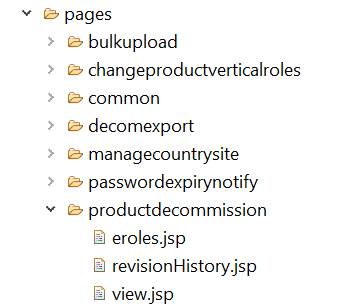 pages
bulkupload
changeproductverticalroles
common
decomexport
managecountrysite
passwordexpirynotify
productdecommission
eroles.jsp
revisionHistory.jsp
view.jsp